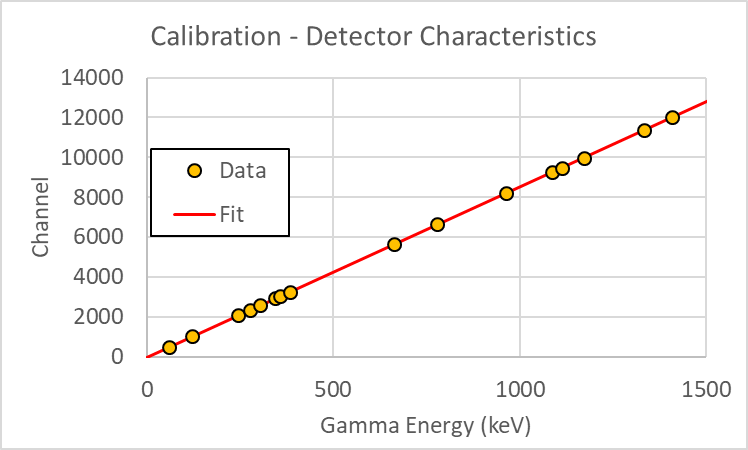 Calibration - Detector Characteristics
14000
12000
10000
8000
6000
4000
2000
0
Channel
Data
Fit
0 500 1000 1500
Gamma Energy (keV)